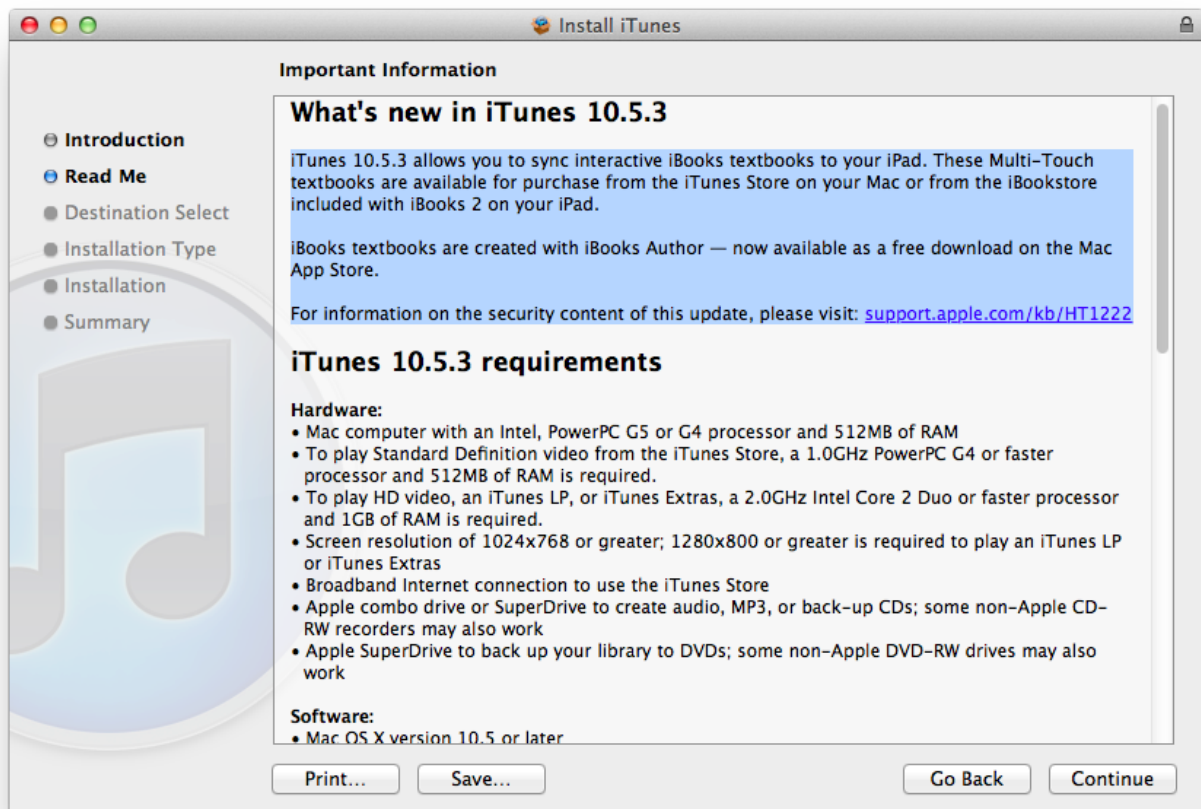 Install iTunes
Important Information
Introduction
Read Me
Destination Select
Installation Type
Installation
Summary
What's new in iTunes 10.5.3
iTunes 10.5.3 allows you to sync interactive iBooks textbooks to your iPad. These Multi-Touch
textbooks are available for purchase from the iTunes Store on your Mac or from the iBookstore
included with iBooks 2 on your iPad.
iBooks textbooks are created with iBooks Author — now available as a free download on the Mac
App Store.
For information on the security content of this update, please visit: support.apple.com/kb/HT1222
iTunes 10.5.3 requirements
Hardware:
• Mac computer with an Intel, PowerPC G5 or G4 processor and 512MB of RAM
• To play Standard Definition video from the iTunes Store, a 1.0GHz PowerPC G4 or faster
processor and 512MB of RAM is required.
• To play HD video, an iTunes LP, or iTunes Extras, a 2.0GHz Intel Core 2 Duo or faster processor
and 1GB of RAM is required.
• Screen resolution of 1024x768 or greater; 1280x800 or greater is required to play an iTunes LP
or iTunes Extras
• Broadband Internet connection to use the iTunes Store
• Apple combo drive or SuperDrive to create audio, MP3, or back-up CDs; some non-Apple CD-
RW recorders may also work
• Apple SuperDrive to back up your library to DVDs; some non-Apple DVD-RW drives may also
work
Software:
• Mac OS X version 10.5 or later
Print...
Save...
Go Back
Continue